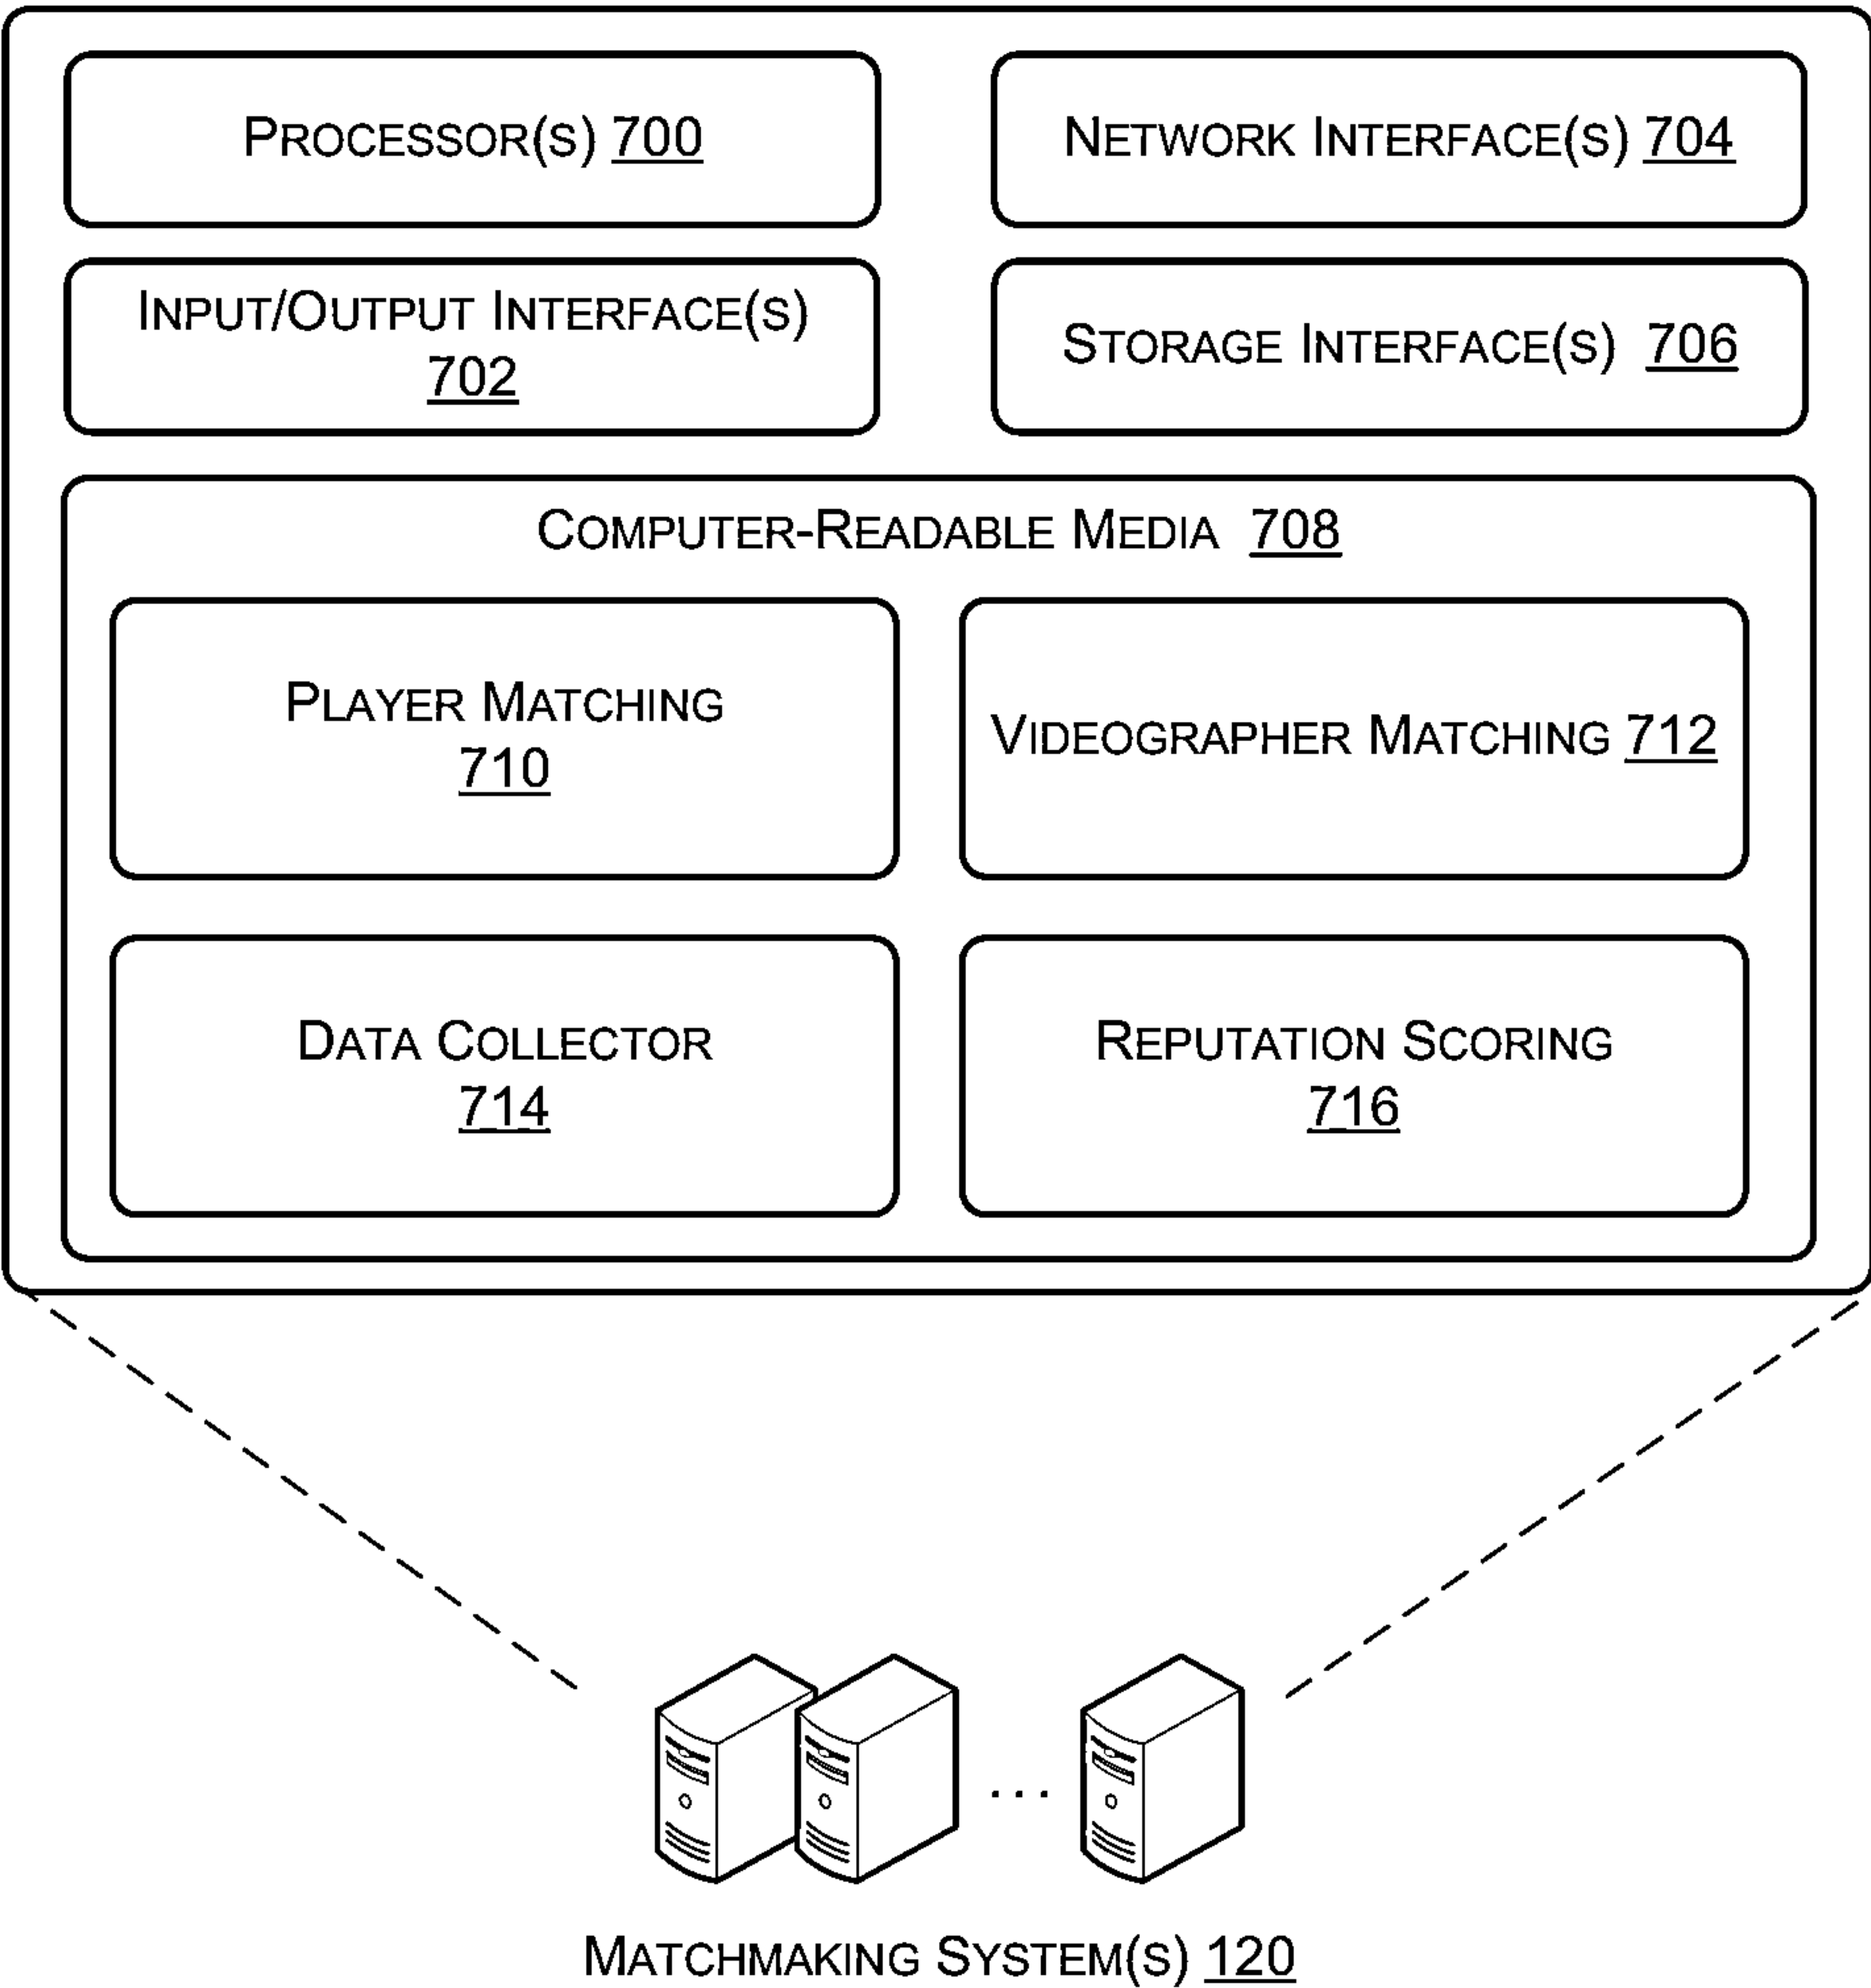 PROCESSOR(S) 700
NETWORK INTERFACE(S) 704
INPUT/OUTPUT INTERFACE(S)
702
STORAGE INTERFACE(S) 706
COMPUTER-READABLE MEDIA 708
PLAYER MATCHING
710
VIDEOGRAPHER MATCHING 712
DATA COLLECTOR
714
REPUTATION SCORING
716
...
MATCHMAKING SYSTEM(S) 120